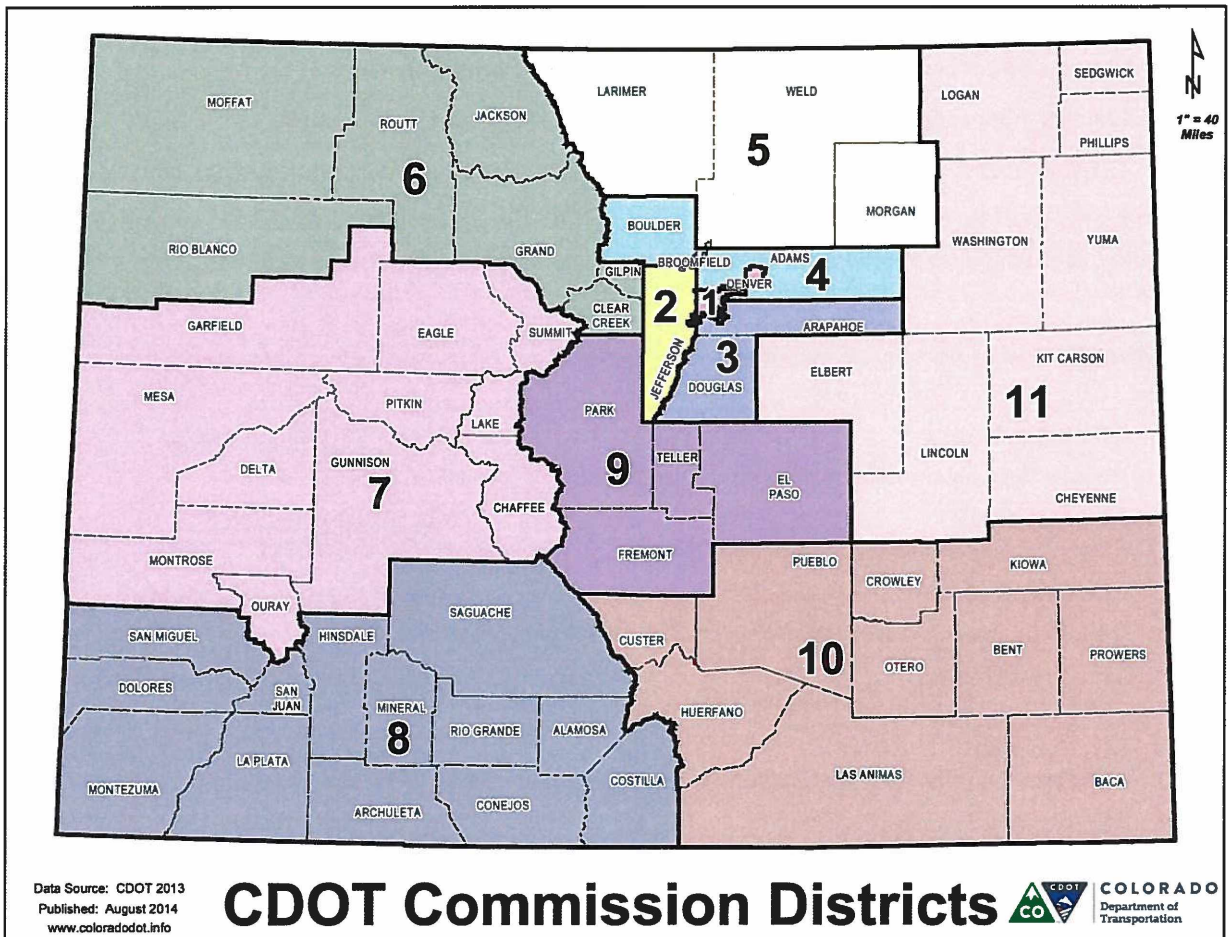 MOFFAT
ROUTT
JACKSON
LARIMER
WELD
LOGAN
SEDGWICK
PHILLIPS
N
1" = 40
Miles
6
5
MORGAN
RIO BLANCO
GRAND
BOULDER
WASHINGTON
YUMA
GILPIN
BROOMFIELD
ADAMS
4
DENVER
CLEAR
CREEK
2
1
GARFIELD
EAGLE
SUMMIT
ARAPAHOE
JEFFERSON
3
DOUGLAS
ELBERT
KIT CARSON
11
MESA
PITKIN
LAKE
PARK
LINCOLN
DELTA
GUNNISON
7
CHAFFEE
9
TELLER
EL
PASO
CHEYENNE
MONTROSE
FREMONT
PUEBLO
CROWLEY
KIOWA
OURAY
SAN MIGUEL
HINSDALE
SAGUACHE
CUSTER
10
OTERO
BENT
PROWERS
DOLORES
SAN
JUAN
MINERAL
8
RIO GRANDE
ALAMOSA
HUERFANO
MONTEZUMA
LA PLATA
ARCHULETA
CONEJOS
COSTILLA
LAS ANIMAS
BACA
Data Source: CDOT 2013
Published: August 2014
www.coloradodot.info
CDOT Commission Districts
CO
CDOT
COLORADO
Department of
Transportation